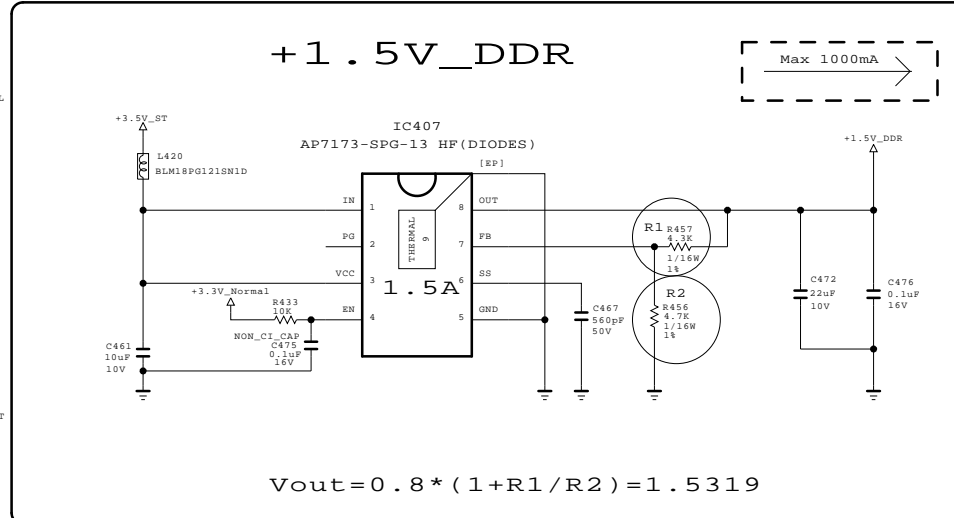 +1.5V_DDR
Max 1000mA
L
+3.5V_ST
IC407
AP7173-SPG-13 HF(DIODES)
+1.5V_DDR
L420
BLM18PG121SN1D
[EP]
IN
1
8
OUT
R1
R457
4.3K
1/16W
1%
PG
2
THERMAL
9
7
FB
VCC
3
6
SS
1.5A
+3.3V_Normal
R433
10K
EN
4
5
GND
R2
R456
4.7K
1/16W
1%
C467
560pF
50V
C472
22uF
10V
C476
0.1uF
16V
NON_CI_CAP
C475
0.1uF
16V
C461
10uF
10V
T
Vout=0.8*(1+R1/R2)=1.5319